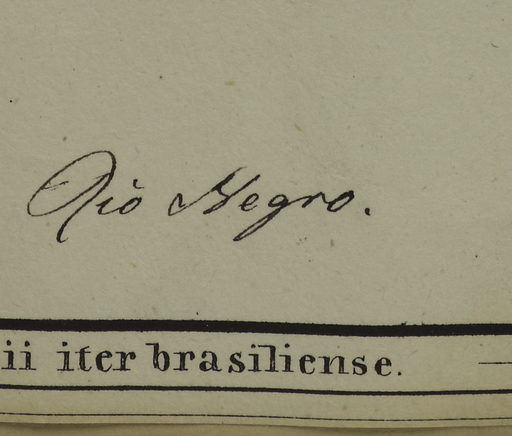 Rio Negro.
ii iter brasiliense.